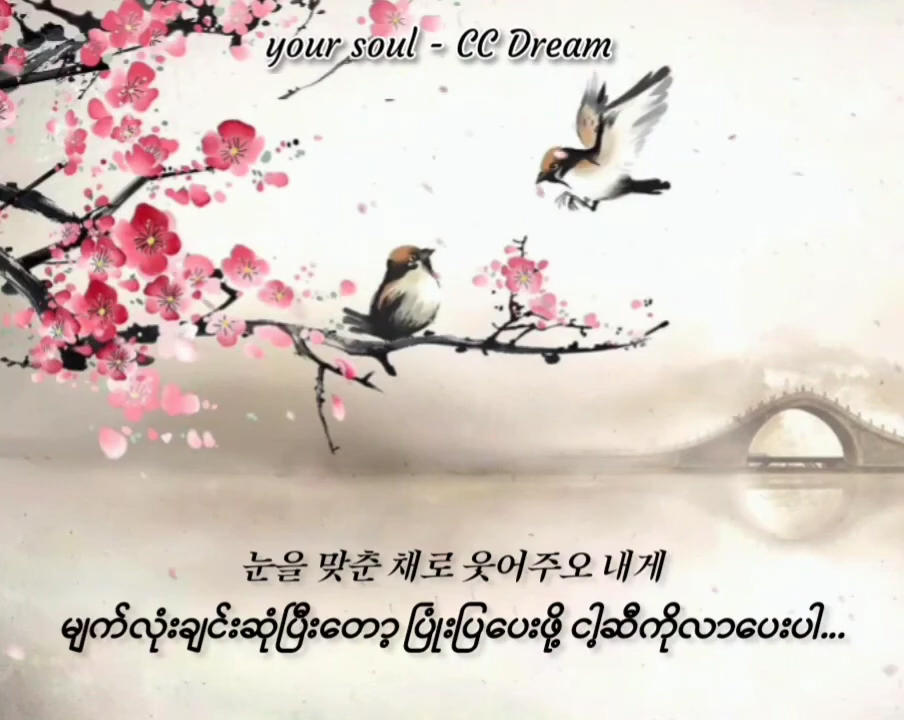 your soul - CC Dream
눈을 맞춘 채로 웃어주오 내게
မျက်လုံးချင်းဆုံပြီးတော့ ပြုံးပြပေးဖို့ ငါ့ဆီကိုလာပေးပါ...